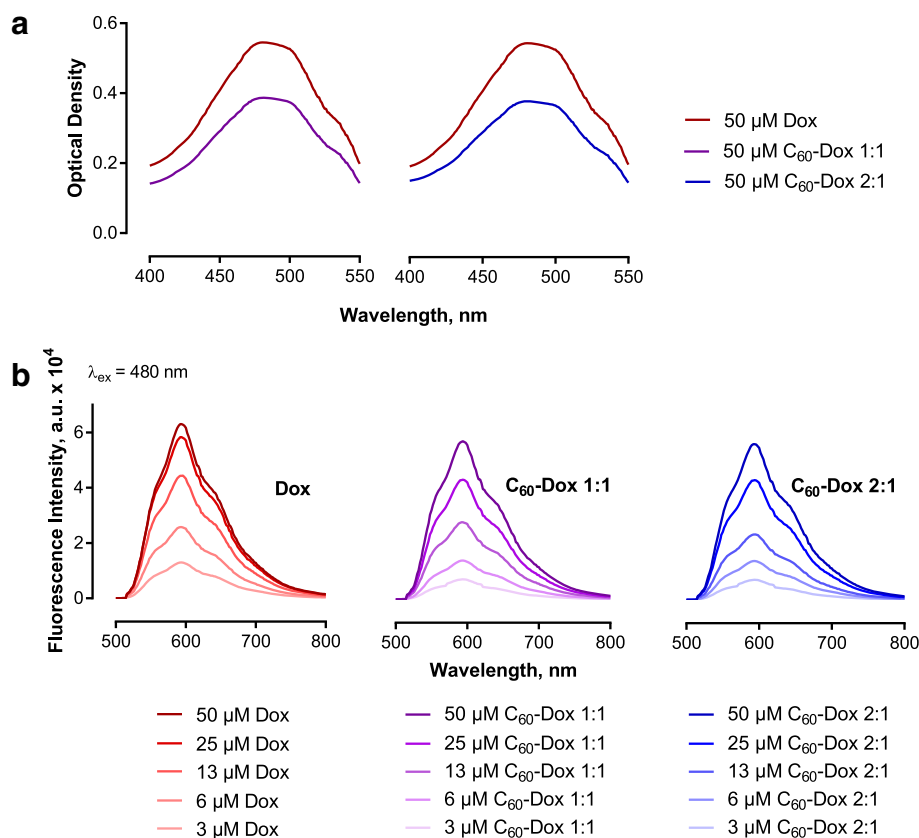 a
Optical Density
0.6
0.4
0.2
0.0
400 450 500 550
400 450 500 550
Wavelength, nm
50 µM Dox
50 µM C₆₀-Dox 1:1
50 µM C₆₀-Dox 2:1
b
λex = 480 nm
Fluorescence Intensity, a.u. x 10⁴
6
4
2
0
Dox
C₆₀-Dox 1:1
C₆₀-Dox 2:1
500 600 700 800
500 600 700 800
500 600 700 800
Wavelength, nm
50 µM Dox
25 µM Dox
13 µM Dox
6 µM Dox
3 µM Dox
50 µM C₆₀-Dox 1:1
25 µM C₆₀-Dox 1:1
13 µM C₆₀-Dox 1:1
6 µM C₆₀-Dox 1:1
3 µM C₆₀-Dox 1:1
50 µM C₆₀-Dox 2:1
25 µM C₆₀-Dox 2:1
13 µM C₆₀-Dox 2:1
6 µM C₆₀-Dox 2:1
3 µM C₆₀-Dox 2:1